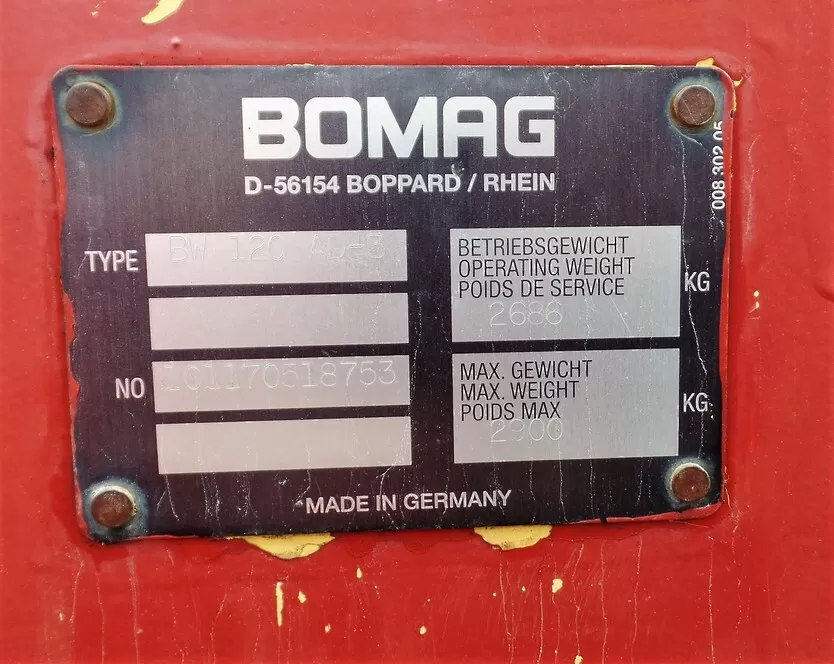 BOMAG
D-56154 BOPPARD / RHEIN
008 302 05
TYPE BW 120 AD-3
NO 101170518753
BETRIEBSGEWICHT
OPERATING WEIGHT
POIDS DE SERVICE
2686
KG
MAX. GEWICHT
MAX. WEIGHT
POIDS MAX
2900
KG
MADE IN GERMANY